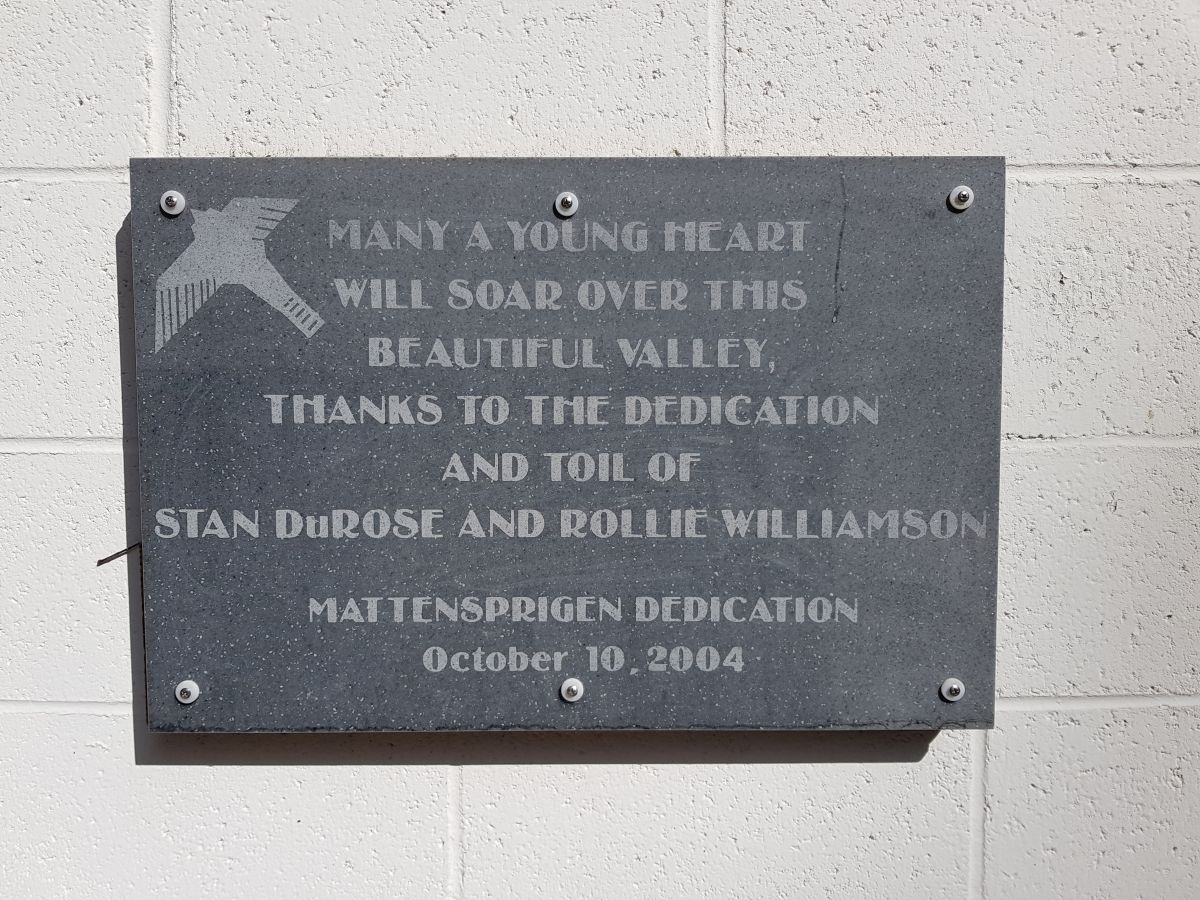 MANY A YOUNG HEART
WILL SOAR OVER THIS
BEAUTIFUL VALLEY,
THANKS TO THE DEDICATION
AND TOIL OF
STAN DuROSE AND ROLLIE WILLIAMSON
MATTENSPRIGEN DEDICATION
October 10, 2004